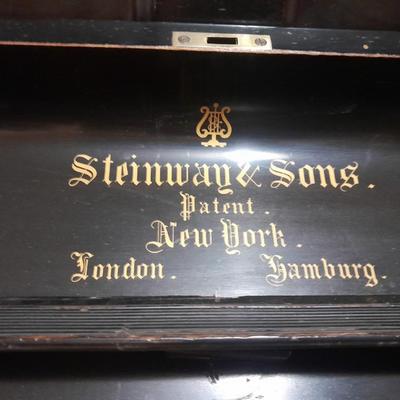 Steinway & Sons.
Patent.
New York.
London. Hamburg.